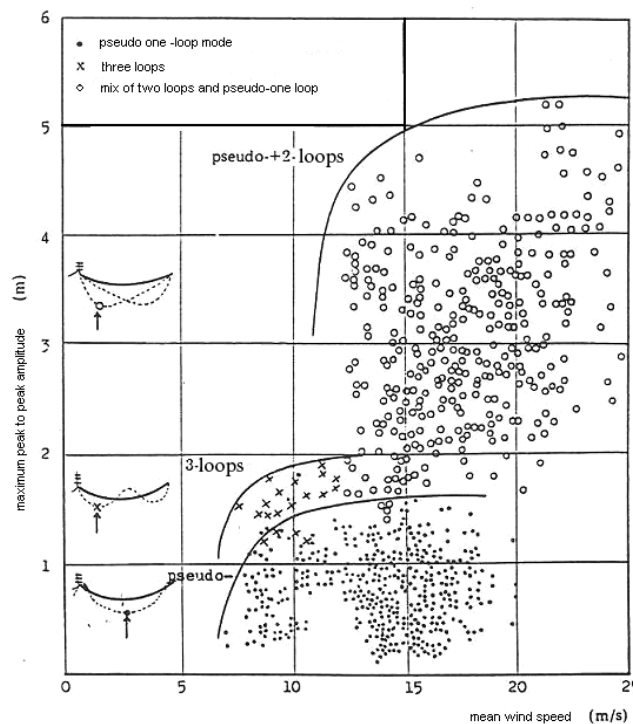 6
pseudo one -loop mode
three loops
mix of two loops and pseudo-one loop
5
pseudo-+2-loops
4
maximum peak to peak amplitude (m)
3
2
3-loops
1
pseudo-
0
0 5 10 15 20 25
mean wind speed (m/s)